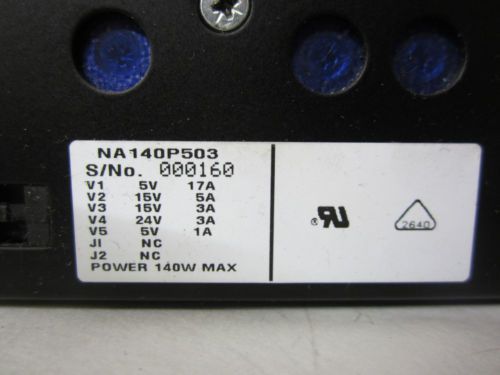 NA140P503
S/No. 000160
V1 5V 17A
V2 15V 5A
V3 15V 3A
V4 24V 3A
V5 5V 1A
J1 NC
J2 NC
POWER 140W MAX
®
2640